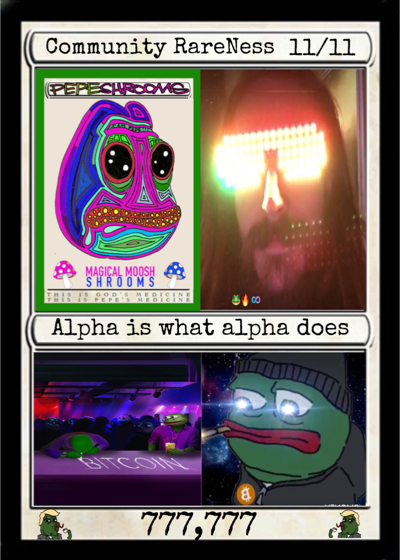 Community RareNess 11/11
PEPESHROOMS
MAGICAL MOOSH
SHROOMS
THIS IS GOD'S MEDICINE
THIS IS PEPE'S MEDICINE
Alpha is what alpha does
BITCOIN
777,777